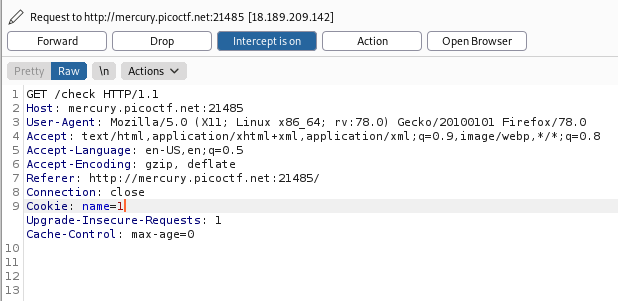 Request to http://mercury.picoctf.net:21485 [18.189.209.142]
Forward Drop Intercept is on Action Open Browser
Pretty Raw \n Actions
1 GET /check HTTP/1.1
2 Host: mercury.picoctf.net:21485
3 User-Agent: Mozilla/5.0 (X11; Linux x86_64; rv:78.0) Gecko/20100101 Firefox/78.0
4 Accept: text/html,application/xhtml+xml,application/xml;q=0.9,image/webp,*/*;q=0.8
5 Accept-Language: en-US,en;q=0.5
6 Accept-Encoding: gzip, deflate
7 Referer: http://mercury.picoctf.net:21485/
8 Connection: close
9 Cookie: name=1
Upgrade-Insecure-Requests: 1
Cache-Control: max-age=0
10
11
12
13